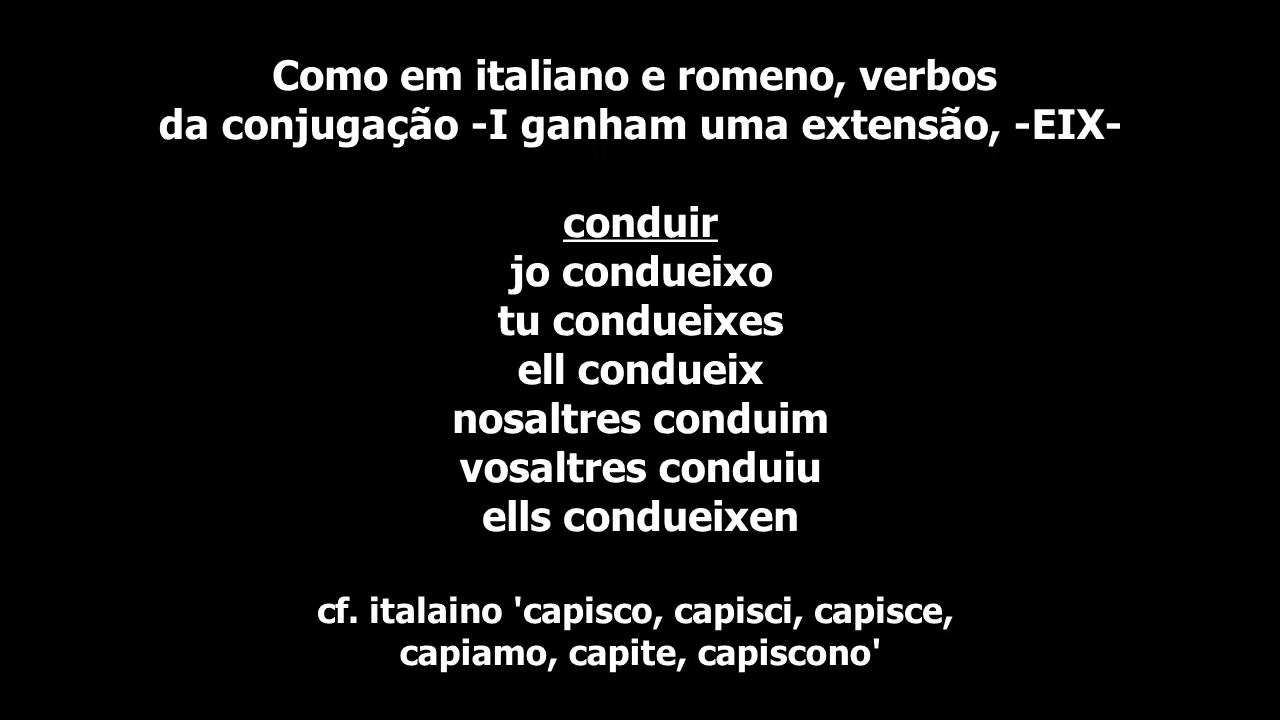 Como em italiano e romeno, verbos
da conjugação -I ganham uma extensão, -EIX-
conduir
jo condueixo
tu condueixes
ell condueix
nosaltres conduim
vosaltres conduiu
ells condueixen
cf. italaino 'capisco, capisci, capisce,
capiamo, capite, capiscono'